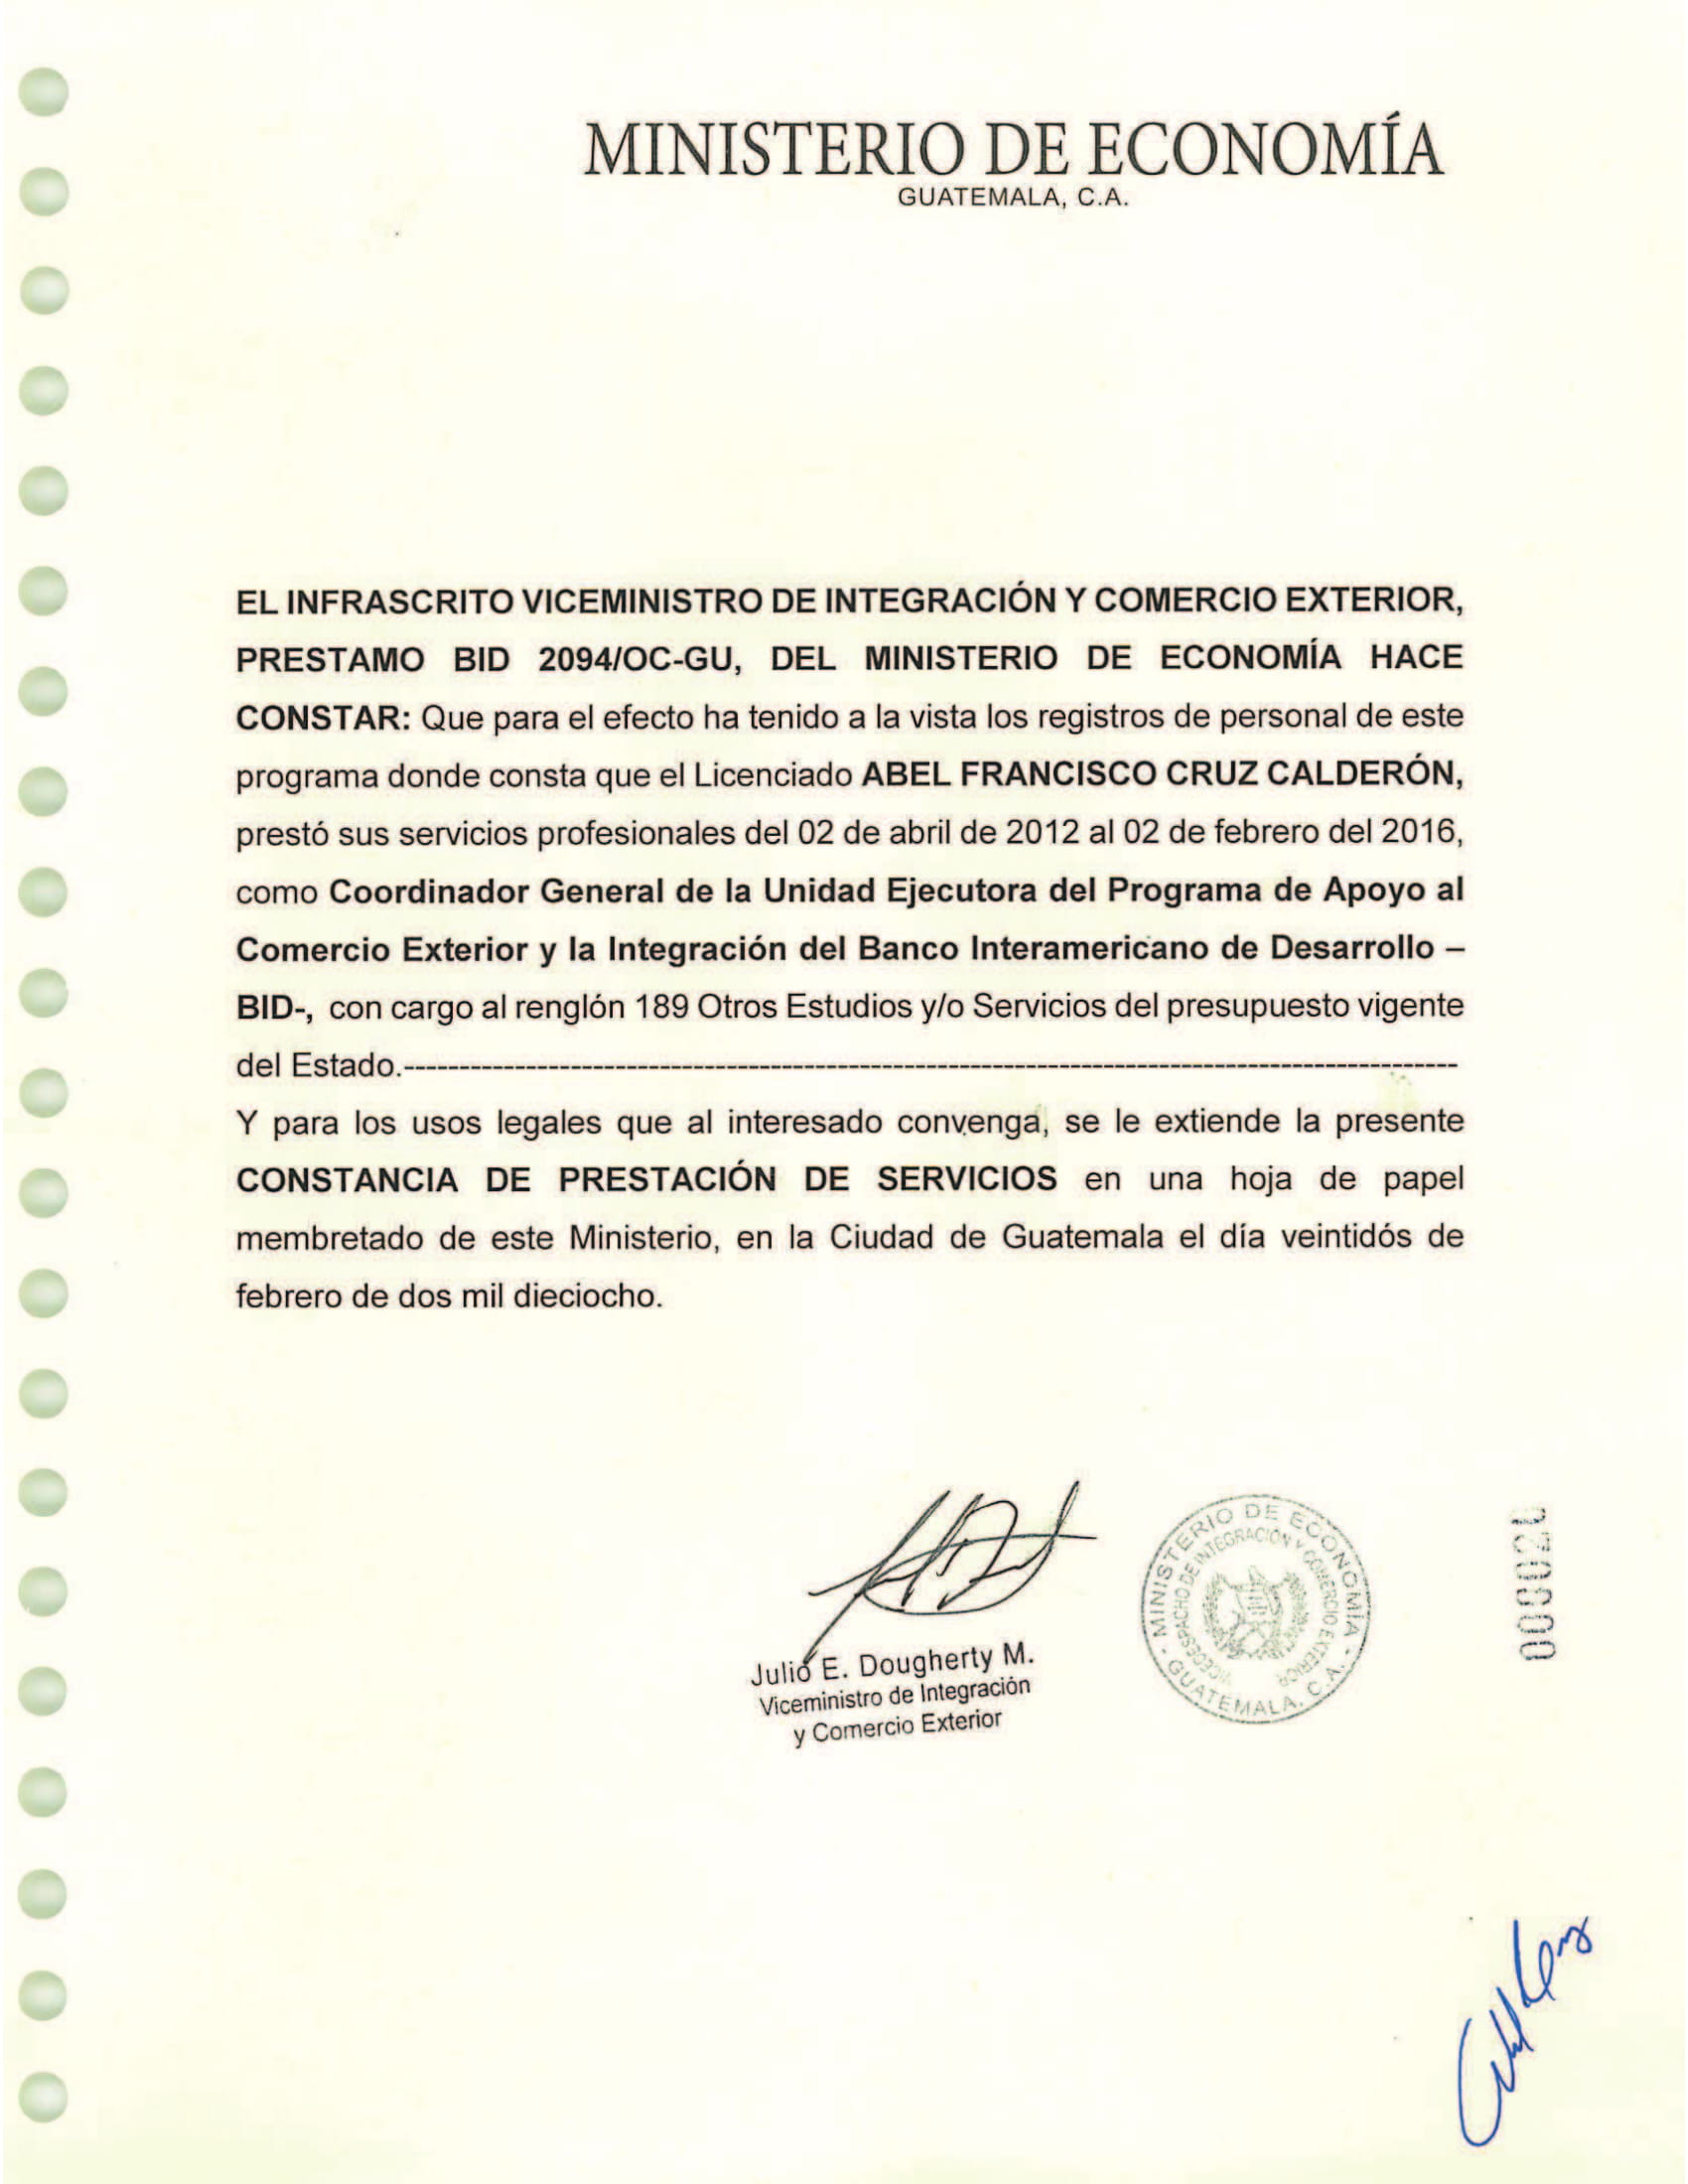 MINISTERIO DE ECONOMÍA
GUATEMALA, C.A.
EL INFRASCRITO VICEMINISTRO DE INTEGRACIÓN Y COMERCIO EXTERIOR,
PRESTAMO BID 2094/OC-GU, DEL MINISTERIO DE ECONOMÍA HACE
CONSTAR: Que para el efecto ha tenido a la vista los registros de personal de este
programa donde consta que el Licenciado ABEL FRANCISCO CRUZ CALDERÓN,
prestó sus servicios profesionales del 02 de abril de 2012 al 02 de febrero del 2016,
como Coordinador General de la Unidad Ejecutora del Programa de Apoyo al
Comercio Exterior y la Integración del Banco Interamericano de Desarrollo –
BID-, con cargo al renglón 189 Otros Estudios y/o Servicios del presupuesto vigente
del Estado.-----------------------------------------------------------------------------------------------
Y para los usos legales que al interesado convenga, se le extiende la presente
CONSTANCIA DE PRESTACIÓN DE SERVICIOS en una hoja de papel
membretado de este Ministerio, en la Ciudad de Guatemala el día veintidós de
febrero de dos mil dieciocho.
Julio E. Dougherty M.
Viceministro de Integración
y Comercio Exterior
MINISTERIO DE ECONOMÍA
VICEDESPACHO DE INTEGRACIÓN Y COMERCIO EXTERIOR
GUATEMALA, C.A.